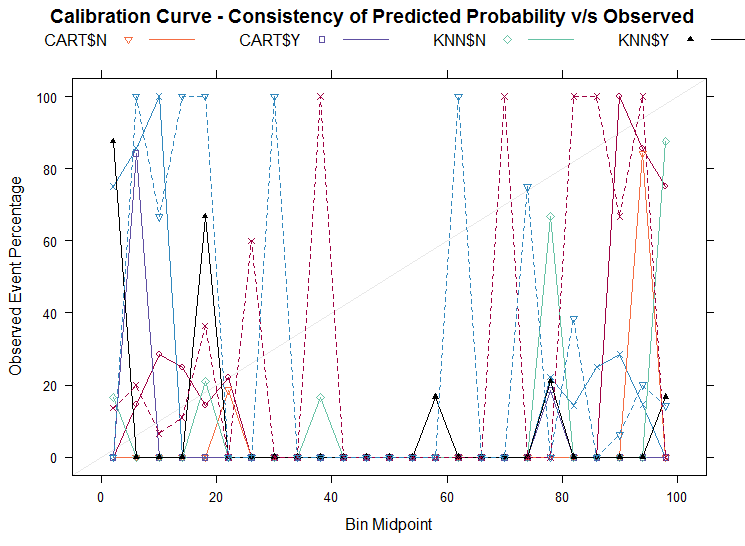 Calibration Curve - Consistency of Predicted Probability v/s Observed
CART$N CART$Y KNN$N KNN$Y
100
80
60
40
20
0
Observed Event Percentage
0 20 40 60 80 100
Bin Midpoint